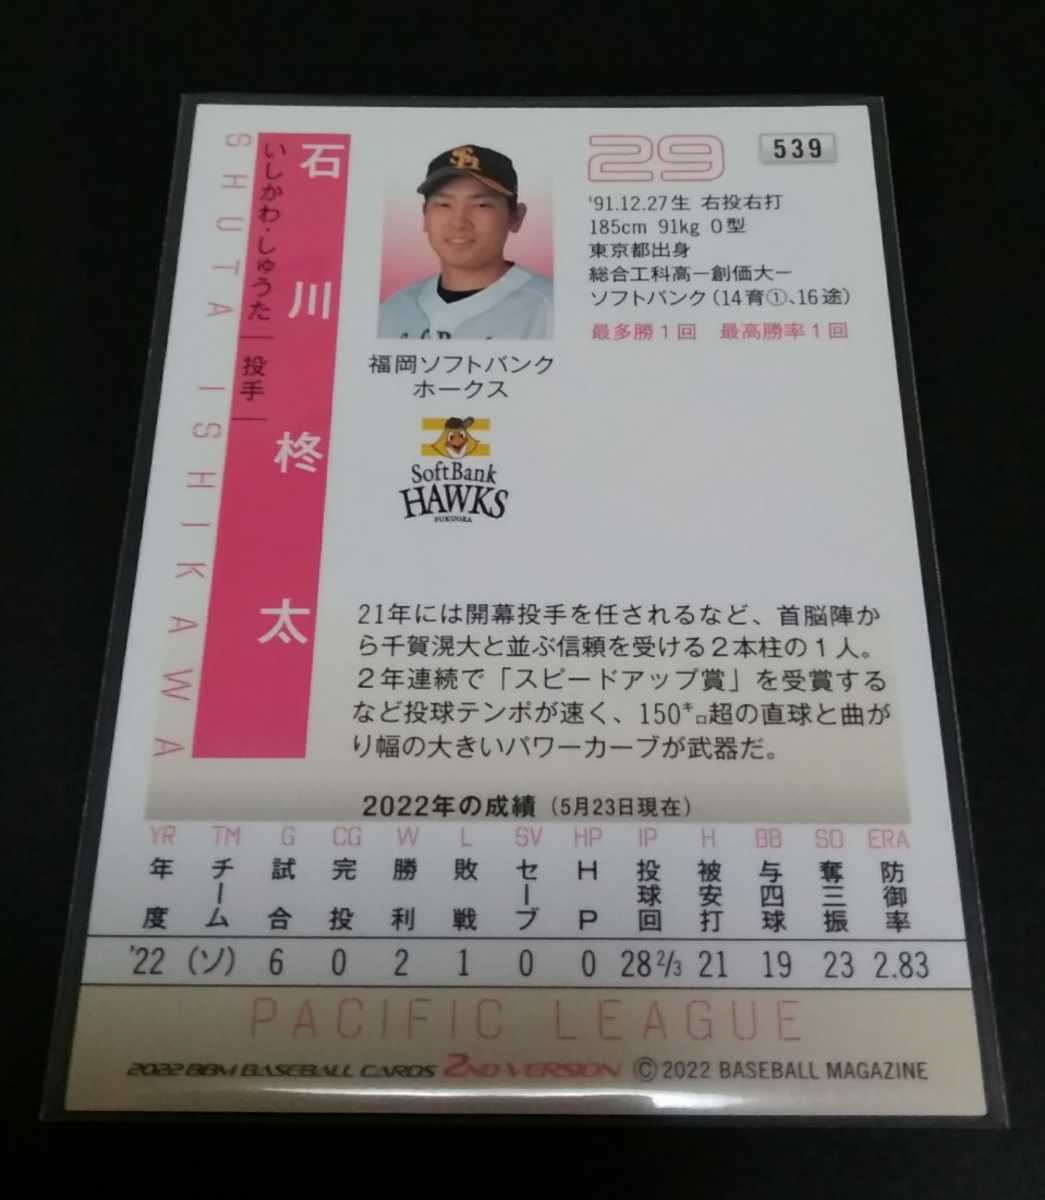 石川柊太
いしかわ・しゅうた｜投手｜
SHUTA ISHIKAWA
29
539
'91.12.27生 右投右打
185cm 91kg O型
東京都出身
総合工科高ー創価大ー
ソフトバンク(14育①、16途)
最多勝1回 最高勝率1回
福岡ソフトバンク
ホークス
SoftBank
HAWKS
FUKUOKA
21年には開幕投手を任されるなど、首脳陣か
ら千賀滉大と並ぶ信頼を受ける2本柱の1人。
2年連続で「スピードアップ賞」を受賞する
など投球テンポが速く、150㌔超の直球と曲が
り幅の大きいパワーカーブが武器だ。
2022年の成績(5月23日現在)
YR TM G CG W L SV HP IP H BB SO ERA
年度 チーム 試合 完投 勝利 敗戦 セーブ HP 投球回 被安打 与四球 奪三振 防御率
'22 (ソ) 6 0 2 1 0 0 28 2/3 21 19 23 2.83
PACIFIC LEAGUE
2022 BBM BASEBALL CARDS 2ND VERSION ©2022 BASEBALL MAGAZINE